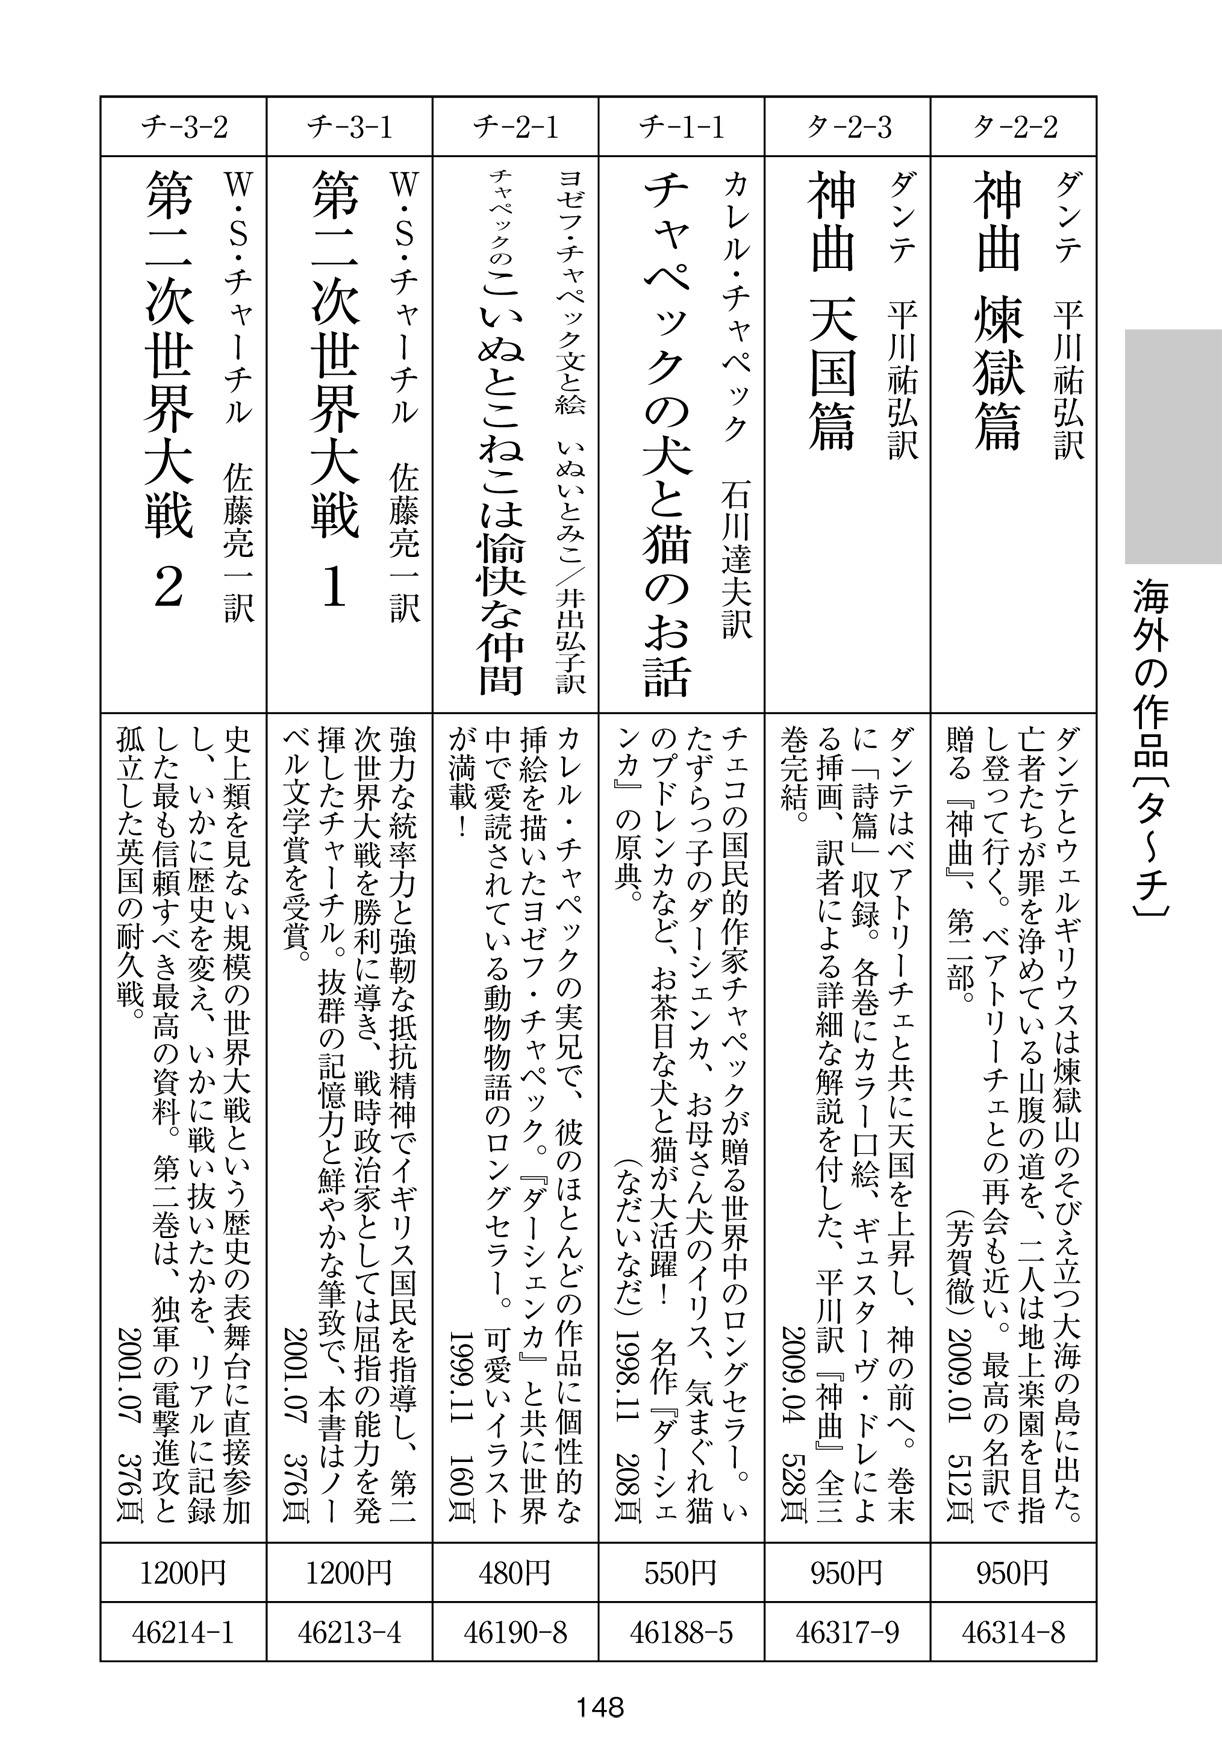 海外の作品〔タ〜チ〕
タ-2-2
ダンテ　平川祐弘訳
神曲 煉獄篇
ダンテとウェルギリウスは煉獄山のそびえ立つ大海の島に出た。
亡者たちが罪を浄めている山腹の道を、二人は地上楽園を目指
し登って行く。ベアトリーチェとの再会も近い。最高の名訳で
贈る『神曲』、第二部。　（芳賀徹）2009.01　512頁
950円
46314-8
タ-2-3
ダンテ　平川祐弘訳
神曲 天国篇
ダンテはベアトリーチェと共に天国を上昇し、神の前へ。巻末
に「詩篇」収録。各巻にカラー口絵、ギュスターヴ・ドレによ
る挿画、訳者による詳細な解説を付した、平川訳『神曲』全三
巻完結。　2009.04　528頁
950円
46317-9
チ-1-1
カレル・チャペック　石川達夫訳
チャペックの犬と猫のお話
チェコの国民的作家チャペックが贈る世界中のロングセラー。い
たずらっ子のダーシェンカ、お母さん犬のイリス、気まぐれ猫
のプドレンカなど、お茶目な犬と猫が大活躍！　名作『ダーシェ
ンカ』の原典。　（なだいなだ）1998.11　208頁
550円
46188-5
チ-2-1
ヨゼフ・チャペック文と絵　いぬいとみこ／井出弘子訳
チャペックのこいぬとこねこは愉快な仲間
カレル・チャペックの実兄で、彼のほとんどの作品に個性的な
挿絵を描いたヨゼフ・チャペック。『ダーシェンカ』と共に世界
中で愛読されている動物物語のロングセラー。可愛いイラスト
が満載！　1999.11　160頁
480円
46190-8
チ-3-1
W・S・チャーチル　佐藤亮一訳
第二次世界大戦 1
強力な統率力と強靭な抵抗精神でイギリス国民を指導し、第二
次世界大戦を勝利に導き、戦時政治家としては屈指の能力を発
揮したチャーチル。抜群の記憶力と鮮やかな筆致で、本書はノー
ベル文学賞を受賞。　2001.07　376頁
1200円
46213-4
チ-3-2
W・S・チャーチル　佐藤亮一訳
第二次世界大戦 2
史上類を見ない規模の世界大戦という歴史の表舞台に直接参加
し、いかに歴史を変え、いかに戦い抜いたかを、リアルに記録
した最も信頼すべき最高の資料。第二巻は、独軍の電撃進攻と
孤立した英国の耐久戦。　2001.07　376頁
1200円
46214-1
148